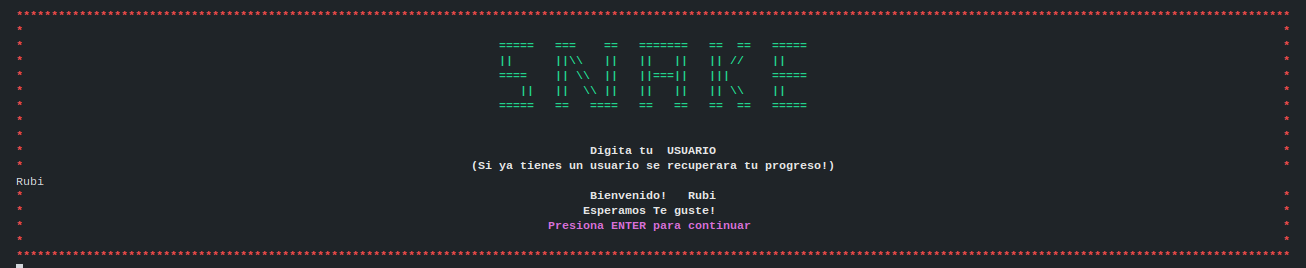 SNAKE
Digita tu USUARIO
(Si ya tienes un usuario se recuperara tu progreso!)
Rubi
Bienvenido! Rubi
Esperamos Te guste!
Presiona ENTER para continuar